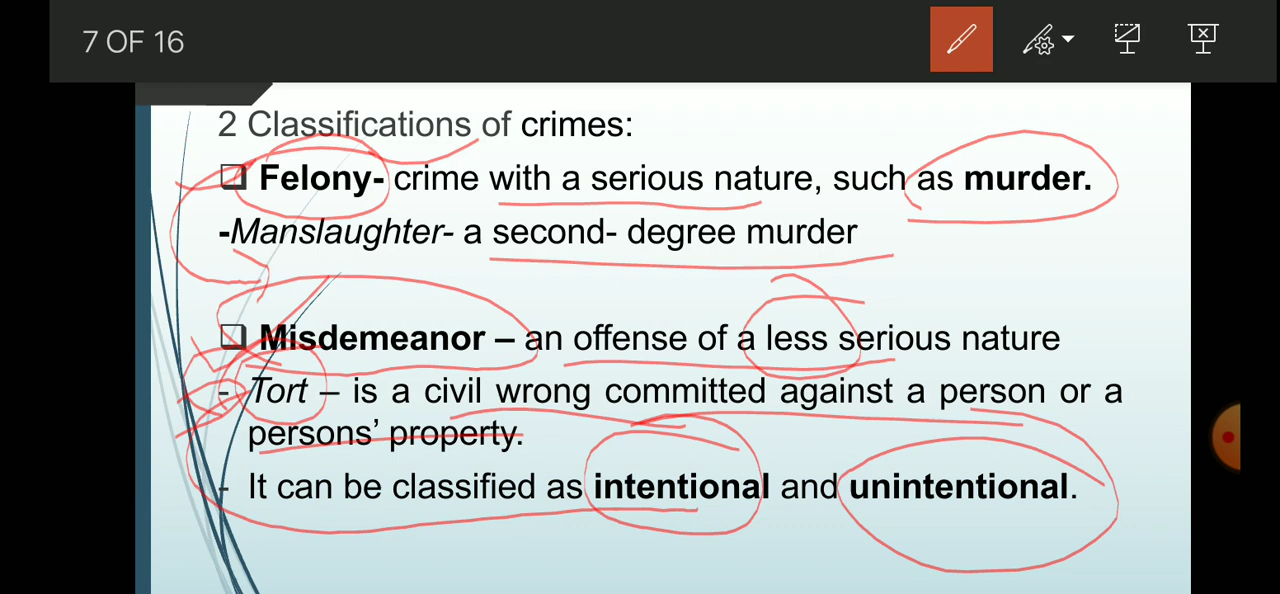 7 OF 16
2 Classifications of crimes:
Felony- crime with a serious nature, such as murder.
-Manslaughter- a second- degree murder
Misdemeanor – an offense of a less serious nature
- Tort – is a civil wrong committed against a person or a
persons' property.
- It can be classified as intentional and unintentional.